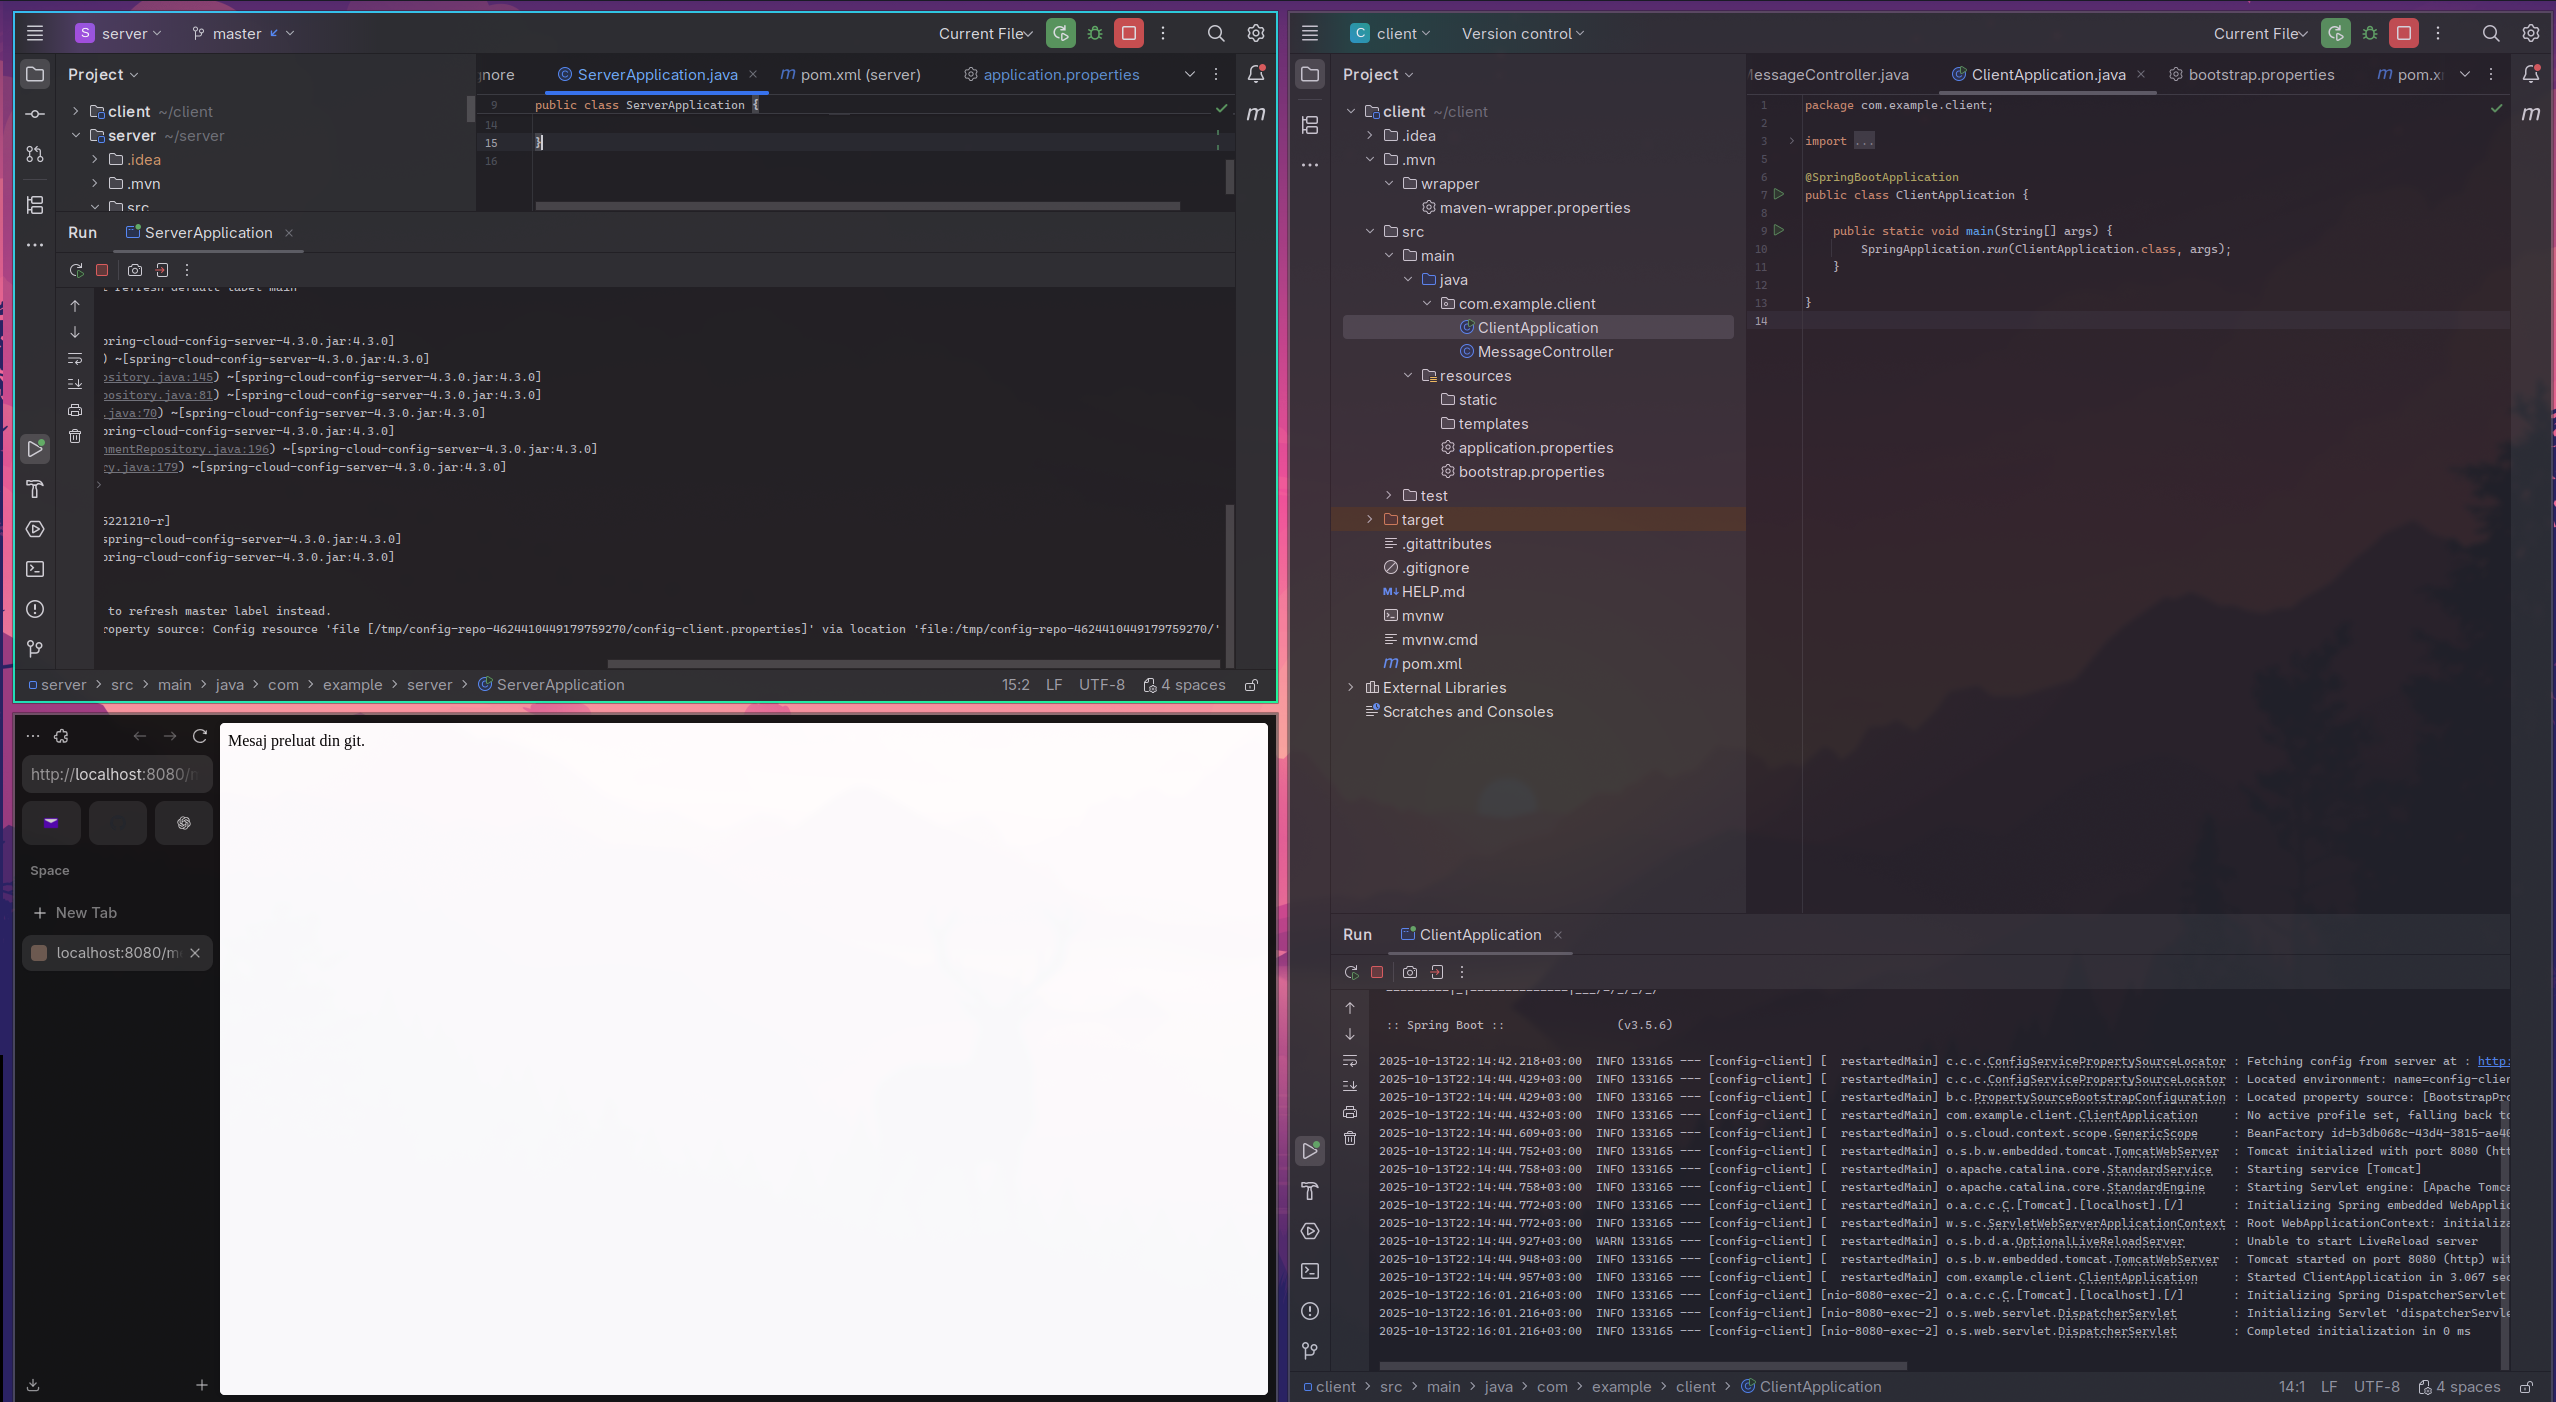 S server
master
Current File
Project
client ~/client
server ~/server
.idea
.mvn
src
nore
ServerApplication.java
pom.xml (server)
application.properties
9 public class ServerApplication {
14
15 }
16
Run
ServerApplication
t refresh default label main
pring-cloud-config-server-4.3.0.jar:4.3.0]
) ~[spring-cloud-config-server-4.3.0.jar:4.3.0]
ository.java:145) ~[spring-cloud-config-server-4.3.0.jar:4.3.0]
ository.java:81) ~[spring-cloud-config-server-4.3.0.jar:4.3.0]
.java:70) ~[spring-cloud-config-server-4.3.0.jar:4.3.0]
pring-cloud-config-server-4.3.0.jar:4.3.0]
nmentRepository.java:196) ~[spring-cloud-config-server-4.3.0.jar:4.3.0]
ry.java:179) ~[spring-cloud-config-server-4.3.0.jar:4.3.0]
5221210-r]
spring-cloud-config-server-4.3.0.jar:4.3.0]
pring-cloud-config-server-4.3.0.jar:4.3.0]
to refresh master label instead.
roperty source: Config resource 'file [/tmp/config-repo-4624410449179759270/config-client.properties]' via location 'file:/tmp/config-repo-4624410449179759270/'
server > src > main > java > com > example > server > ServerApplication
15:2 LF UTF-8 4 spaces
http://localhost:8080/m
Space
New Tab
localhost:8080/m
Mesaj preluat din git.
C client
Version control
Current File
Project
client ~/client
.idea
.mvn
wrapper
maven-wrapper.properties
src
main
java
com.example.client
ClientApplication
MessageController
resources
static
templates
application.properties
bootstrap.properties
test
target
.gitattributes
.gitignore
HELP.md
mvnw
mvnw.cmd
pom.xml
External Libraries
Scratches and Consoles
MessageController.java
ClientApplication.java
bootstrap.properties
pom.x
1 package com.example.client;
2
3 import ...
5
6 @SpringBootApplication
7 public class ClientApplication {
8
9 public static void main(String[] args) {
10 SpringApplication.run(ClientApplication.class, args);
11 }
12
13 }
14
Run
ClientApplication
:: Spring Boot :: (v3.5.6)
2025-10-13T22:14:42.218+03:00 INFO 133165 --- [config-client] [ restartedMain] c.c.c.ConfigServicePropertySourceLocator : Fetching config from server at : http:
2025-10-13T22:14:44.429+03:00 INFO 133165 --- [config-client] [ restartedMain] c.c.c.ConfigServicePropertySourceLocator : Located environment: name=config-clien
2025-10-13T22:14:44.429+03:00 INFO 133165 --- [config-client] [ restartedMain] b.c.PropertySourceBootstrapConfiguration : Located property source: [BootstrapPro
2025-10-13T22:14:44.432+03:00 INFO 133165 --- [config-client] [ restartedMain] com.example.client.ClientApplication : No active profile set, falling back to
2025-10-13T22:14:44.609+03:00 INFO 133165 --- [config-client] [ restartedMain] o.s.cloud.context.scope.GenericScope : BeanFactory id=b3db068c-43d4-3815-ae40
2025-10-13T22:14:44.752+03:00 INFO 133165 --- [config-client] [ restartedMain] o.s.b.w.embedded.tomcat.TomcatWebServer : Tomcat initialized with port 8080 (htt
2025-10-13T22:14:44.758+03:00 INFO 133165 --- [config-client] [ restartedMain] o.apache.catalina.core.StandardService : Starting service [Tomcat]
2025-10-13T22:14:44.758+03:00 INFO 133165 --- [config-client] [ restartedMain] o.apache.catalina.core.StandardEngine : Starting Servlet engine: [Apache Tomca
2025-10-13T22:14:44.772+03:00 INFO 133165 --- [config-client] [ restartedMain] o.a.c.c.C.[Tomcat].[localhost].[/] : Initializing Spring embedded WebApplic
2025-10-13T22:14:44.772+03:00 INFO 133165 --- [config-client] [ restartedMain] w.s.c.ServletWebServerApplicationContext : Root WebApplicationContext: initializa
2025-10-13T22:14:44.927+03:00 WARN 133165 --- [config-client] [ restartedMain] o.s.b.d.a.OptionalLiveReloadServer : Unable to start LiveReload server
2025-10-13T22:14:44.948+03:00 INFO 133165 --- [config-client] [ restartedMain] o.s.b.w.embedded.tomcat.TomcatWebServer : Tomcat started on port 8080 (http) wit
2025-10-13T22:14:44.957+03:00 INFO 133165 --- [config-client] [ restartedMain] com.example.client.ClientApplication : Started ClientApplication in 3.067 sec
2025-10-13T22:16:01.216+03:00 INFO 133165 --- [config-client] [nio-8080-exec-2] o.a.c.c.C.[Tomcat].[localhost].[/] : Initializing Spring DispatcherServlet
2025-10-13T22:16:01.216+03:00 INFO 133165 --- [config-client] [nio-8080-exec-2] o.s.web.servlet.DispatcherServlet : Initializing Servlet 'dispatcherServle
2025-10-13T22:16:01.216+03:00 INFO 133165 --- [config-client] [nio-8080-exec-2] o.s.web.servlet.DispatcherServlet : Completed initialization in 0 ms
client > src > main > java > com > example > client > ClientApplication
14:1 LF UTF-8 4 spaces